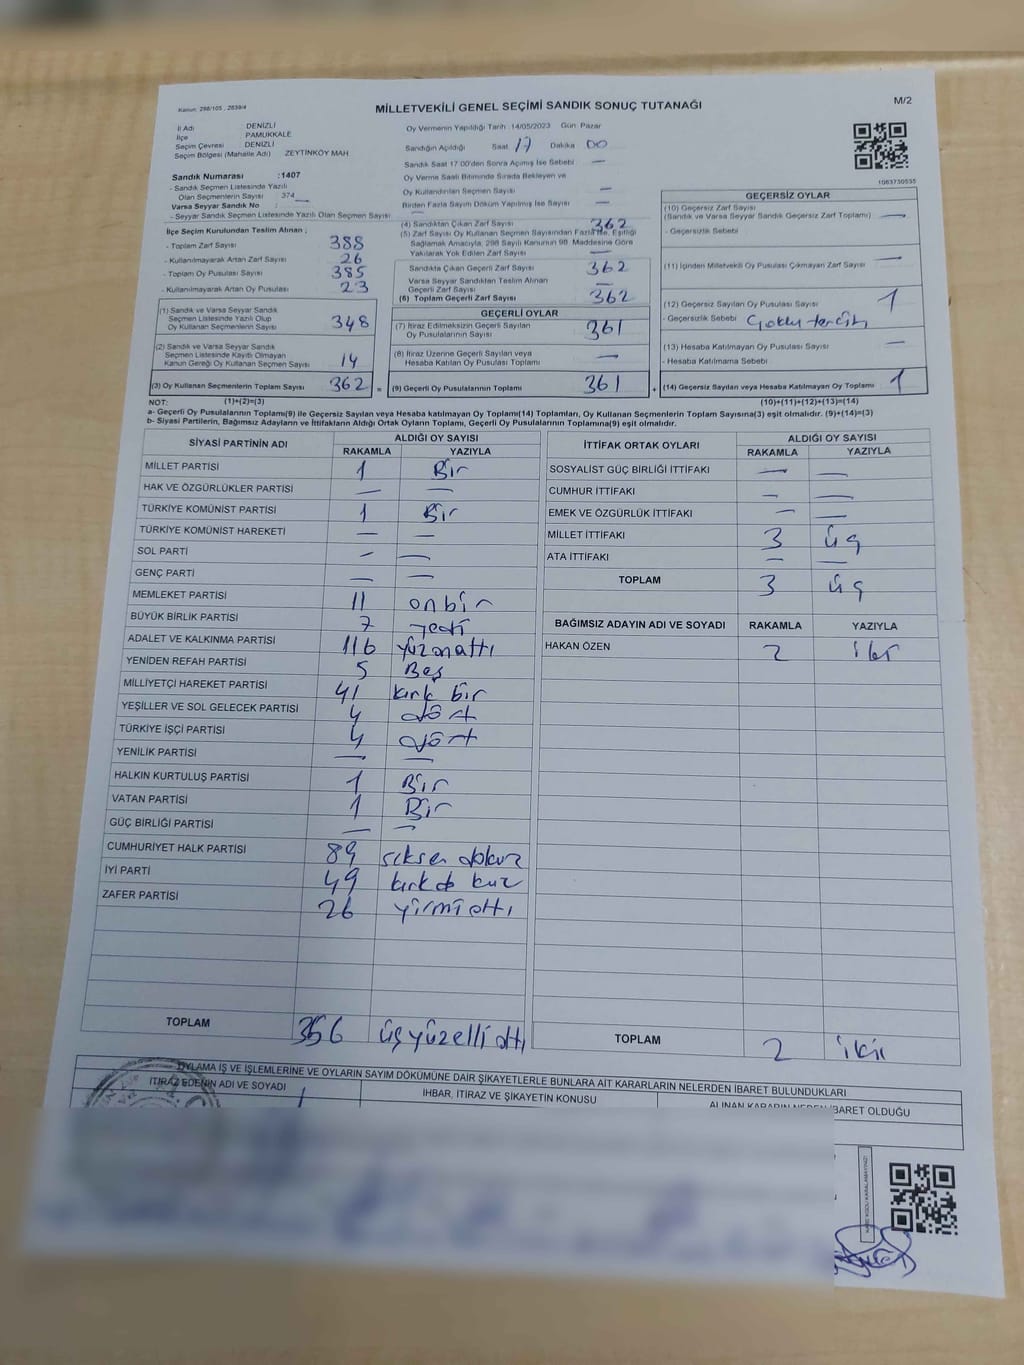 Kanun: 298/105 , 2839/4
MİLLETVEKİLİ GENEL SEÇİMİ SANDIK SONUÇ TUTANAĞI
M/2
İl Adı DENİZLİ
İlçe PAMUKKALE
Seçim Çevresi DENİZLİ
Seçim Bölgesi (Mahalle Adı) ZEYTİNKÖY MAH.
Sandık Numarası :1407
- Sandık Seçmen Listesinde Yazılı
Olan Seçmenlerin Sayısı 374
Varsa Seyyar Sandık No :
- Seyyar Sandık Seçmen Listesinde Yazılı Olan Seçmen Sayısı —
İlçe Seçim Kurulundan Teslim Alınan ;
- Toplam Zarf Sayısı 388
- Kullanılmayarak Artan Zarf Sayısı 26
- Toplam Oy Pusulası Sayısı 385
- Kullanılmayarak Artan Oy Pusulası 23
(1) Sandık ve Varsa Seyyar Sandık
Seçmen Listesinde Yazılı Olup
Oy Kullanan Seçmenlerin Sayısı 348
(2) Sandık ve Varsa Seyyar Sandık
Seçmen Listesinde Kayıtlı Olmayan
Kanun Gereği Oy Kullanan Seçmen Sayısı 14
(3) Oy Kullanan Seçmenlerin Toplam Sayısı 362 =
Oy Vermenin Yapıldığı Tarih :14/05/2023 Gün :Pazar
Sandığın Açıldığı Saat 17 Dakika 00
Sandık Saat 17:00'den Sonra Açılmış İse Sebebi —
Oy Verme Saati Bitiminde Sırada Bekleyen ve
Oy Kullandırılan Seçmen Sayısı —
Birden Fazla Sayım Döküm Yapılmış İse Sayısı —
(4) Sandıktan Çıkan Zarf Sayısı 362
(5) Zarf Sayısı Oy Kullanan Seçmen Sayısından Fazla İse, Eşitliği
Sağlamak Amacıyla, 298 Sayılı Kanunun 98. Maddesine Göre
Yakılarak Yok Edilen Zarf Sayısı —
Sandıkta Çıkan Geçerli Zarf Sayısı 362
Varsa Seyyar Sandıktan Teslim Alınan
Geçerli Zarf Sayısı —
(6) Toplam Geçerli Zarf Sayısı 362
GEÇERLİ OYLAR
(7) İtiraz Edilmeksizin Geçerli Sayılan
Oy Pusulalarının Sayısı 361
(8) İtiraz Üzerine Geçerli Sayılan veya
Hesaba Katılan Oy Pusulası Toplamı —
(9) Geçerli Oy Pusulalarının Toplamı 361 +
1063730535
GEÇERSİZ OYLAR
(10) Geçersiz Zarf Sayısı
(Sandık ve Varsa Seyyar Sandık Geçersiz Zarf Toplamı) —
- Geçersizlik Sebebi
(11) İçinden Milletvekili Oy Pusulası Çıkmayan Zarf Sayısı —
(12) Geçersiz Sayılan Oy Pusulası Sayısı 1
- Geçersizlik Sebebi Çoklu tercih
(13) Hesaba Katılmayan Oy Pusulası Sayısı —
- Hesaba Katılmama Sebebi
(14) Geçersiz Sayılan veya Hesaba Katılmayan Oy Toplamı 1
NOT: (1)+(2)=(3) (10)+(11)+(12)+(13)=(14)
a- Geçerli Oy Pusulalarının Toplamı(9) ile Geçersiz Sayılan veya Hesaba katılmayan Oy Toplamı(14) Toplamları, Oy Kullanan Seçmenlerin Toplam Sayısına(3) eşit olmalıdır. (9)+(14)=(3)
b- Siyasi Partilerin, Bağımsız Adayların ve İttifakların Aldığı Ortak Oyların Toplamı, Geçerli Oy Pusulalarının Toplamına(9) eşit olmalıdır.
SİYASİ PARTİNİN ADI ALDIĞI OY SAYISI
RAKAMLA YAZIYLA
MİLLET PARTİSİ 1 Bir
HAK VE ÖZGÜRLÜKLER PARTİSİ — —
TÜRKİYE KOMÜNİST PARTİSİ 1 Bir
TÜRKİYE KOMÜNİST HAREKETİ — —
SOL PARTİ — —
GENÇ PARTİ — —
MEMLEKET PARTİSİ 11 onbir
BÜYÜK BİRLİK PARTİSİ 7 yedi
ADALET VE KALKINMA PARTİSİ 116 yüzonaltı
YENİDEN REFAH PARTİSİ 5 Beş
MİLLİYETÇİ HAREKET PARTİSİ 41 kırk bir
YEŞİLLER VE SOL GELECEK PARTİSİ 4 dört
TÜRKİYE İŞÇİ PARTİSİ 4 dört
YENİLİK PARTİSİ — —
HALKIN KURTULUŞ PARTİSİ 1 Bir
VATAN PARTİSİ 1 Bir
GÜÇ BİRLİĞİ PARTİSİ — —
CUMHURİYET HALK PARTİSİ 89 seksen dokuz
İYİ PARTİ 49 kırk do kuz
ZAFER PARTİSİ 26 yirmi altı
TOPLAM 356 üçyüzelli altı
İTTİFAK ORTAK OYLARI ALDIĞI OY SAYISI
RAKAMLA YAZIYLA
SOSYALİST GÜÇ BİRLİĞİ İTTİFAKI — —
CUMHUR İTTİFAKI — —
EMEK VE ÖZGÜRLÜK İTTİFAKI — —
MİLLET İTTİFAKI 3 üç
ATA İTTİFAKI — —
TOPLAM 3 üç
BAĞIMSIZ ADAYIN ADI VE SOYADI RAKAMLA YAZIYLA
HAKAN ÖZEN 2 iki
TOPLAM 2 iki
OYLAMA İŞ VE İŞLEMLERİNE VE OYLARIN SAYIM DÖKÜMÜNE DAİR ŞİKAYETLERLE BUNLARA AİT KARARLARIN NELERDEN İBARET BULUNDUKLARI
İTİRAZ EDENİN ADI VE SOYADI
İHBAR, İTİRAZ VE ŞİKAYETİN KONUSU
ALINAN KARARIN NEDEN İBARET OLDUĞU